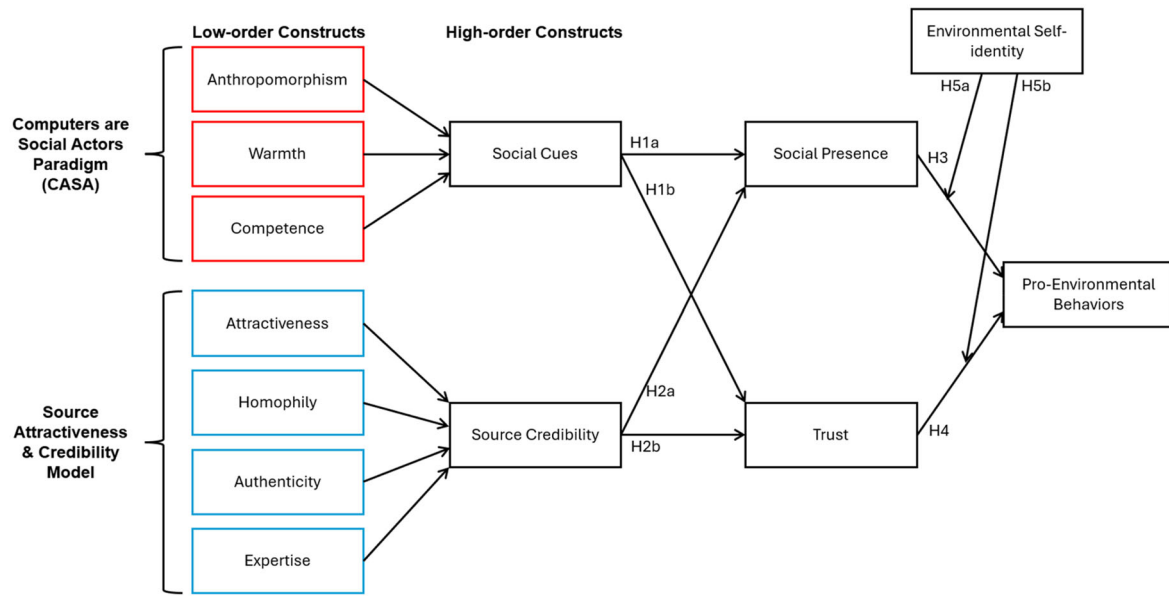 Low-order Constructs
High-order Constructs
Environmental Self-
identity
Anthropomorphism
H5a
H5b
Computers are
Social Actors
Paradigm
(CASA)
Warmth
Social Cues
H1a
H1b
Social Presence
H3
Competence
Pro-Environmental
Behaviors
Attractiveness
Source
Attractiveness
& Credibility
Model
Homophily
Source Credibility
H2a
H2b
Trust
H4
Authenticity
Expertise